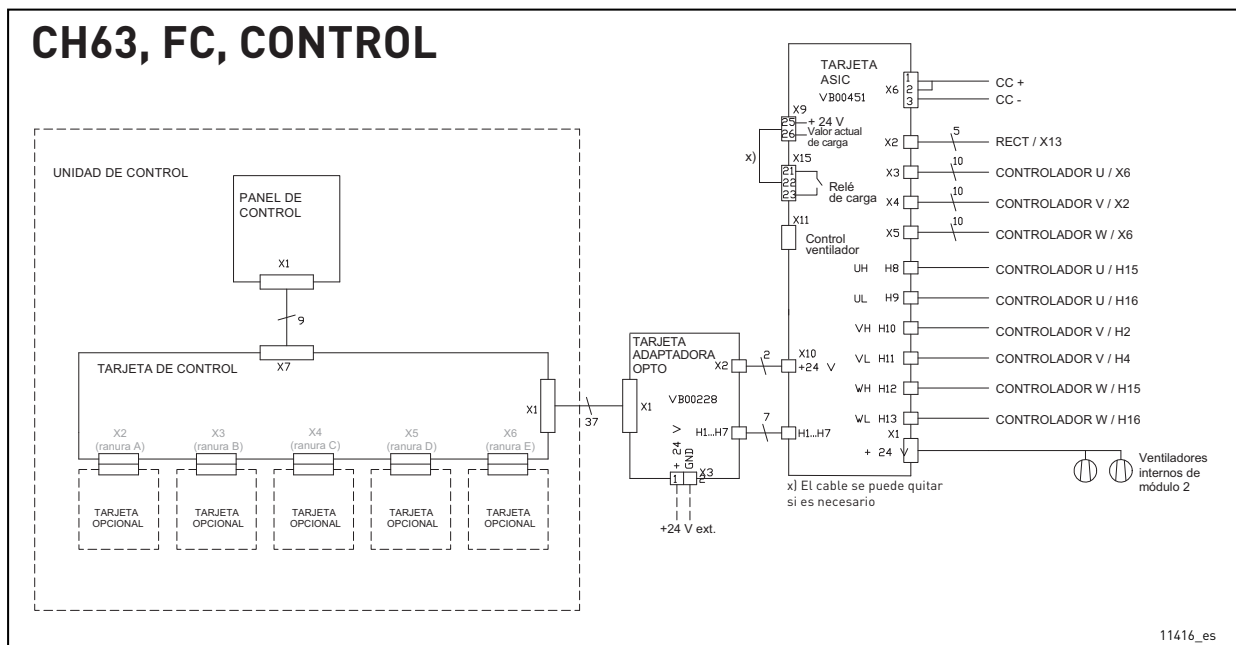 CH63, FC, CONTROL
UNIDAD DE CONTROL
PANEL DE
CONTROL
X1
9
X7
TARJETA DE CONTROL
X1
37
X2
(ranura A)
X3
(ranura B)
X4
(ranura C)
X5
(ranura D)
X6
(ranura E)
TARJETA
OPCIONAL
TARJETA
OPCIONAL
TARJETA
OPCIONAL
TARJETA
OPCIONAL
TARJETA
OPCIONAL
TARJETA
ADAPTADORA
OPTO
X2
2
X1
VB00228
H1...H7
7
+ 24 V
GND
X3
1
2
+24 V ext.
TARJETA
ASIC
VB00451
X6
1
2
3
CC +
CC -
X9
25
+ 24 V
26
Valor actual
de carga
x)
X15
21
22
23
Relé
de carga
X11
Control
ventilador
X2
5
RECT / X13
X3
10
CONTROLADOR U / X6
X4
10
CONTROLADOR V / X2
X5
10
CONTROLADOR W / X6
UH H8
CONTROLADOR U / H15
UL H9
CONTROLADOR U / H16
VH H10
CONTROLADOR V / H2
VL H11
CONTROLADOR V / H4
WH H12
CONTROLADOR W / H15
WL H13
CONTROLADOR W / H16
X10
+24 V
H1...H7
X1
+ 24 V
Ventiladores
internos de
módulo 2
x) El cable se puede quitar
si es necesario
11416_es